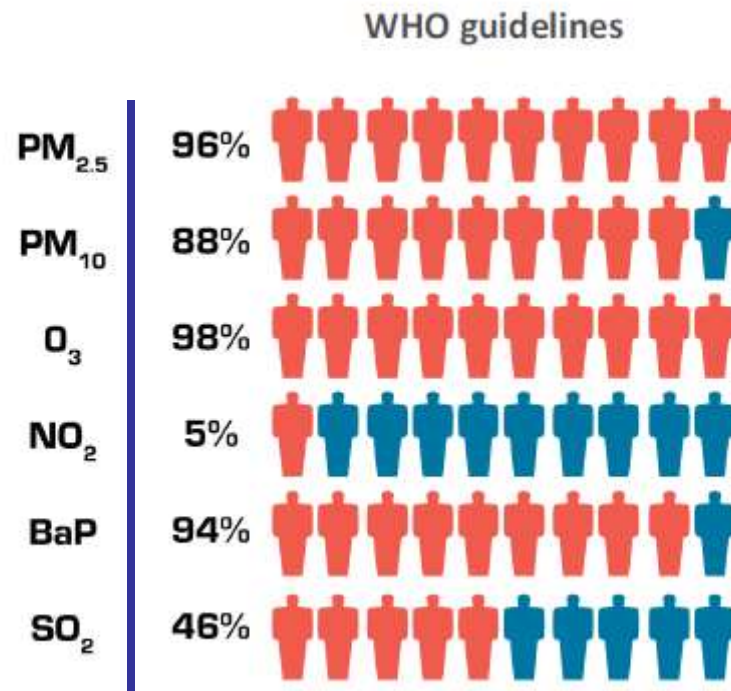 WHO guidelines
PM2.5 96%
PM10 88%
O3 98%
NO2 5%
BaP 94%
SO2 46%